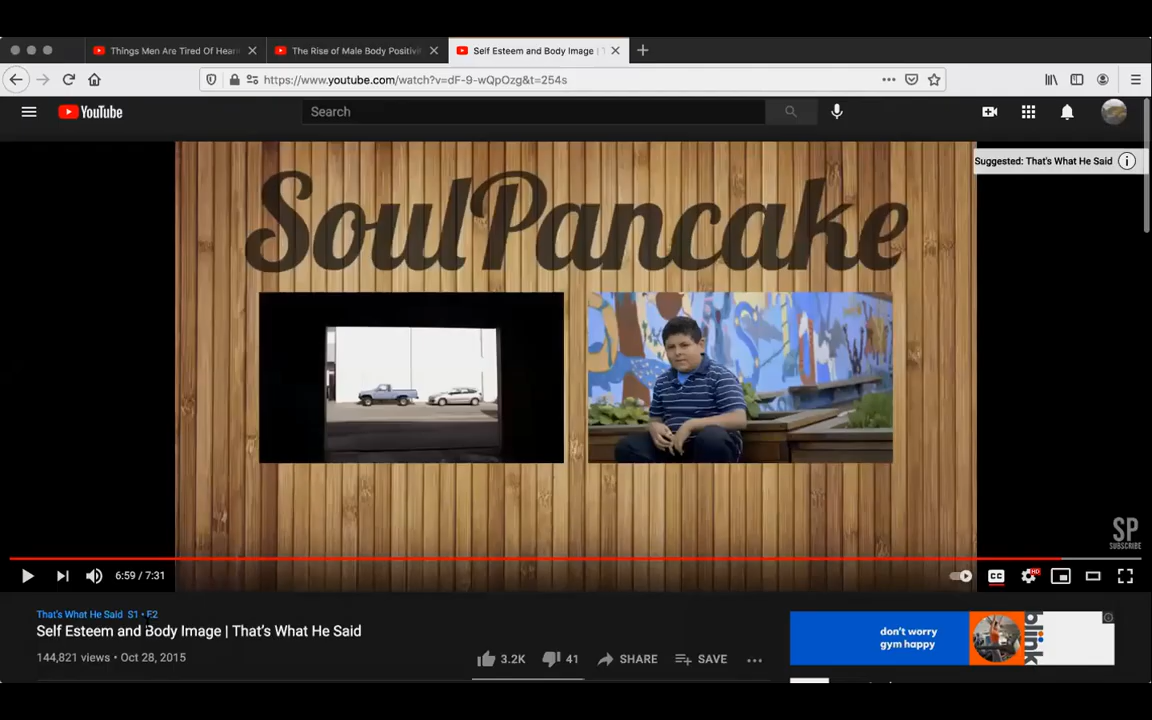 Things Men Are Tired Of Hear
The Rise of Male Body Positivi
Self Esteem and Body Image | T
https://www.youtube.com/watch?v=dF-9-wQpOzg&t=254s
YouTube
Search
Suggested: That's What He Said
SoulPancake
SP
SUBSCRIBE
6:59 / 7:31
CC
HD
That's What He Said S1 • E2
Self Esteem and Body Image | That's What He Said
144,821 views • Oct 28, 2015
3.2K
41
SHARE
SAVE
don't worry
gym happy
blink